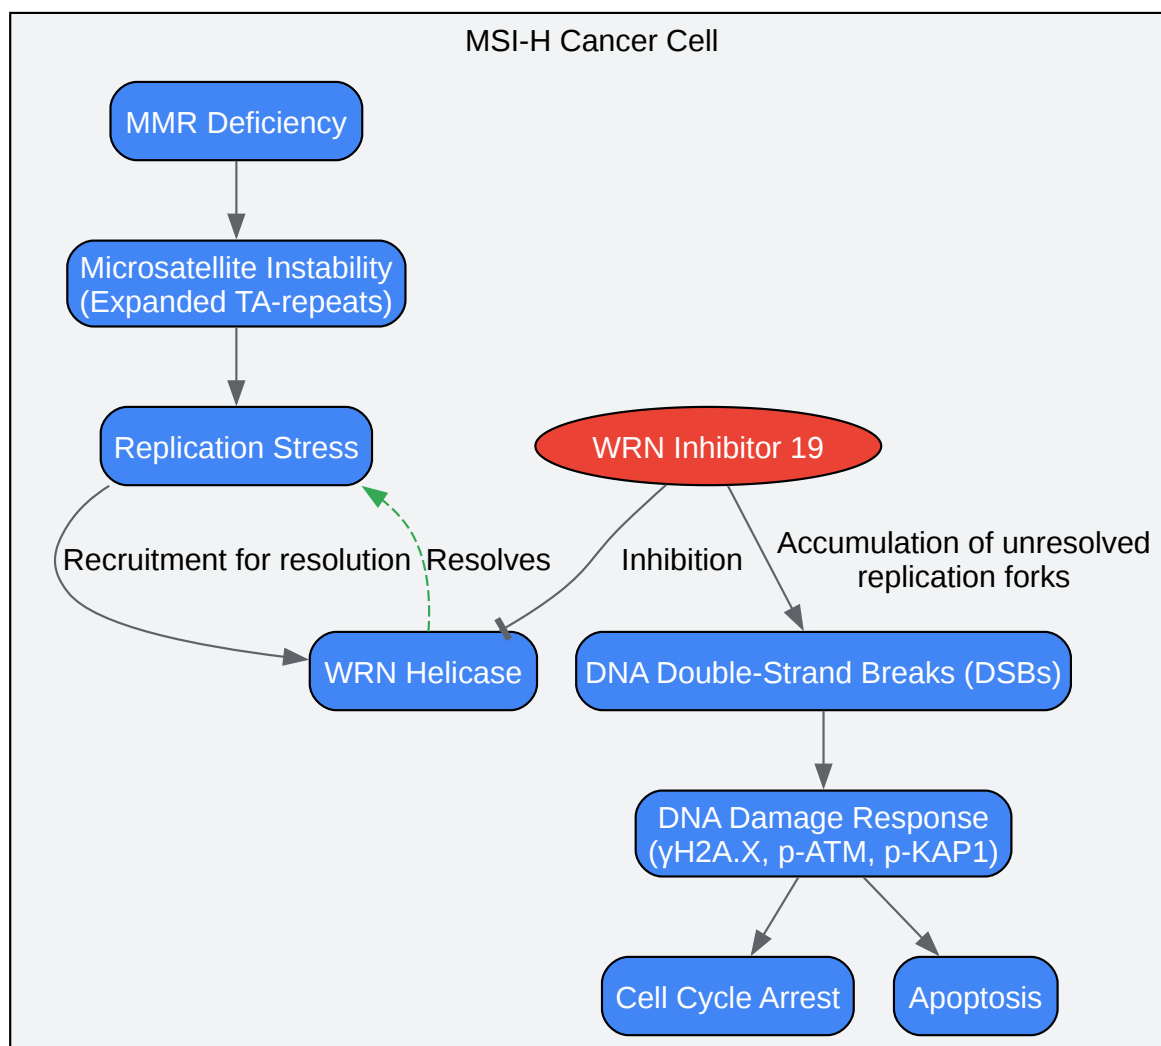 MSI-H Cancer Cell
MMR Deficiency
Microsatellite Instability
(Expanded TA-repeats)
Replication Stress
WRN Inhibitor 19
Recruitment for resolution
Resolves
Inhibition
Accumulation of unresolved
replication forks
WRN Helicase
DNA Double-Strand Breaks (DSBs)
DNA Damage Response
(γH2A.X, p-ATM, p-KAP1)
Cell Cycle Arrest
Apoptosis